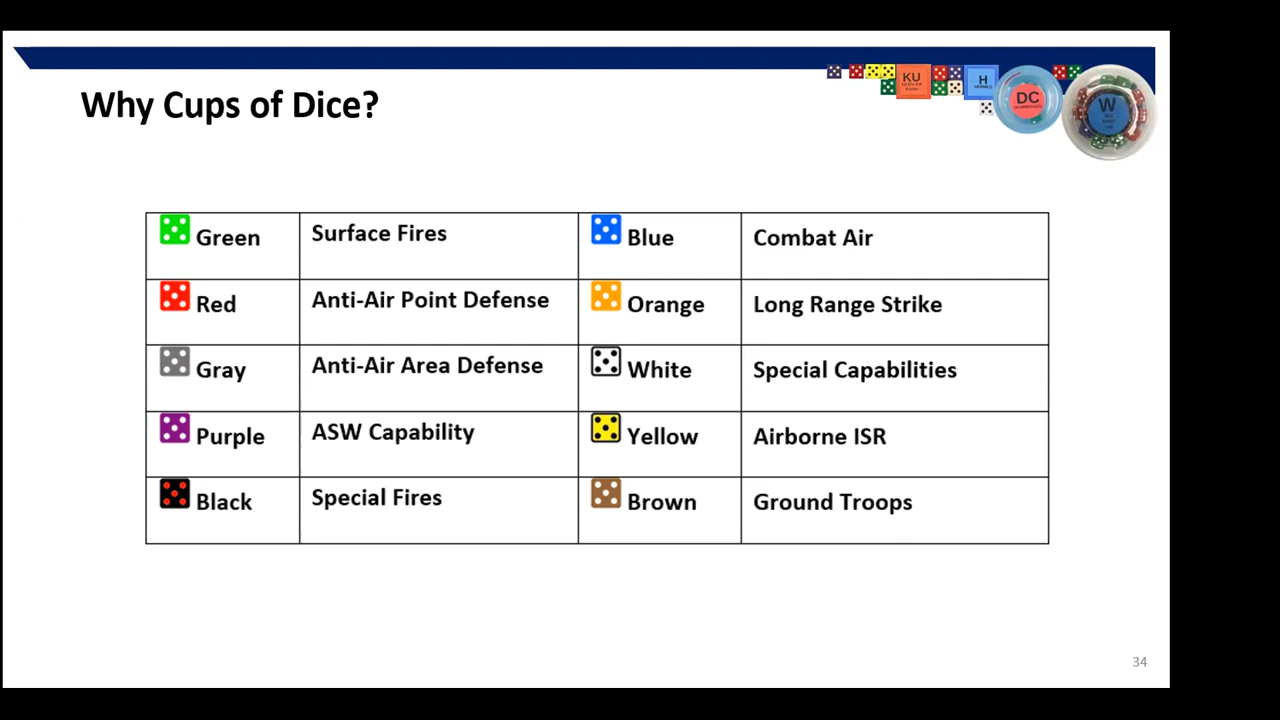 Why Cups of Dice?
KU
H
DC
W
Green Surface Fires Blue Combat Air
Red Anti-Air Point Defense Orange Long Range Strike
Gray Anti-Air Area Defense White Special Capabilities
Purple ASW Capability Yellow Airborne ISR
Black Special Fires Brown Ground Troops
34